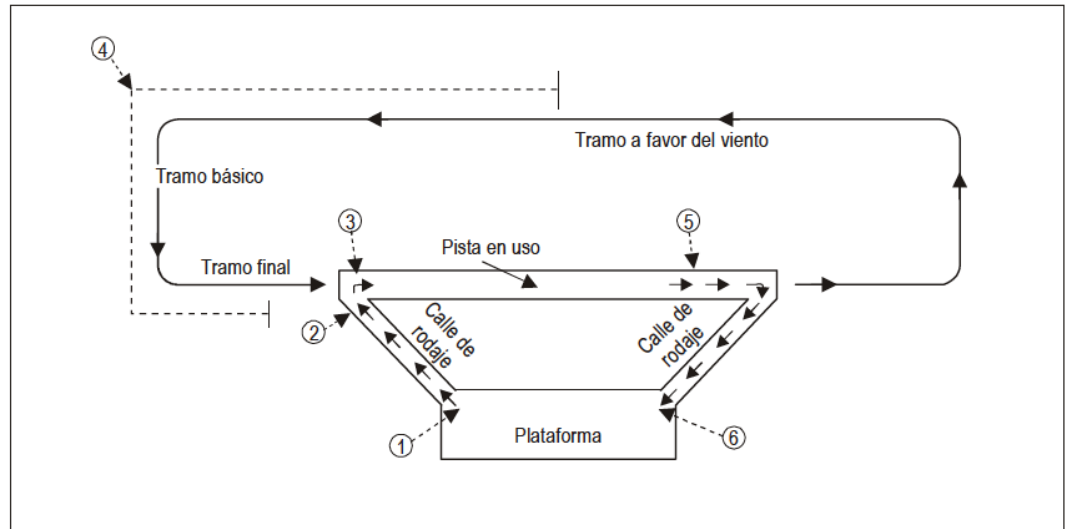 4
Tramo a favor del viento
Tramo básico
3
5
Pista en uso
Tramo final
2
Calle de
rodaje
Calle de
rodaje
1
Plataforma
6